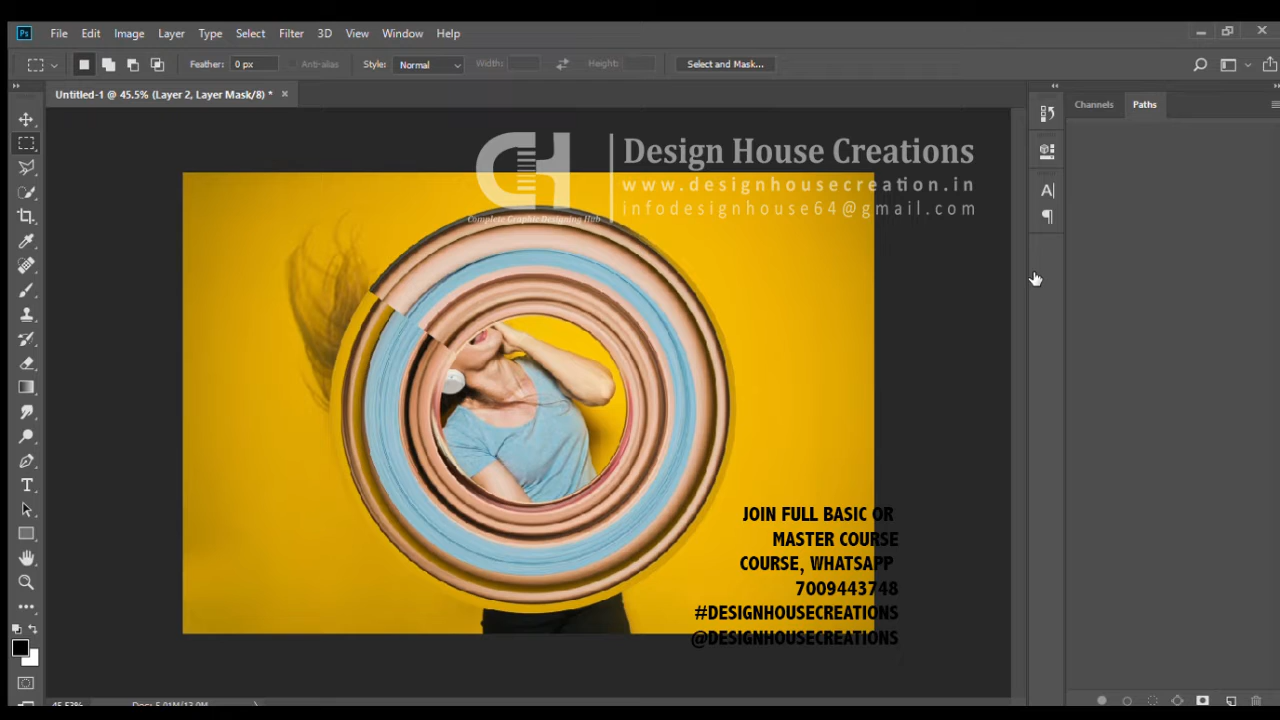 File Edit Image Layer Type Select Filter 3D View Window Help
Feather: 0 px Anti-alias Style: Normal Width: Height: Select and Mask...
Untitled-1 @ 45.5% (Layer 2, Layer Mask/8) * ×
Channels Paths
CH
Complete Graphic Designing Hub
Design House Creations
www.designhousecreation.in
infodesignhouse64@gmail.com
JOIN FULL BASIC OR
MASTER COURSE
COURSE, WHATSAPP
7009443748
#DESIGNHOUSECREATIONS
@DESIGNHOUSECREATIONS